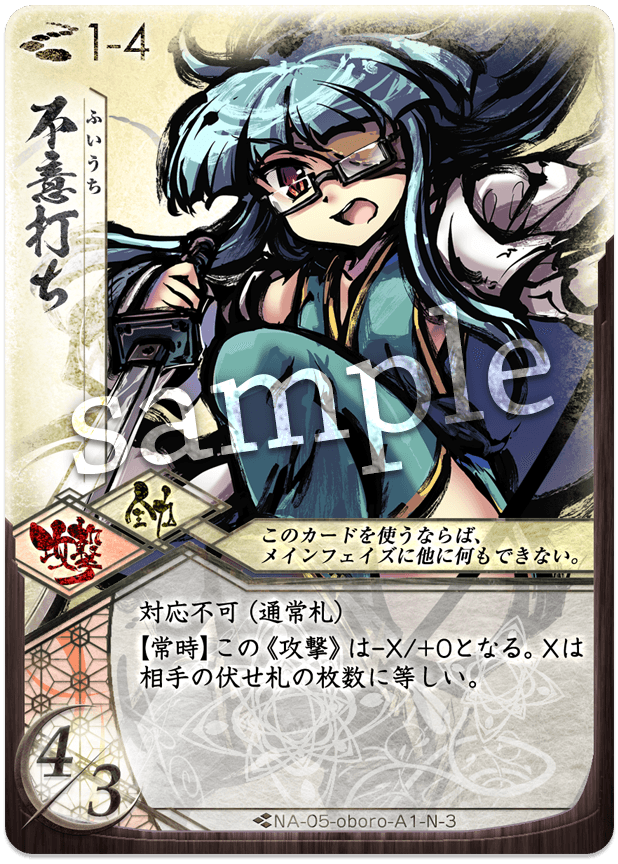 1-4
不意打ち
ふいうち
sample
攻撃
全力
このカードを使うならば、
メインフェイズに他に何もできない。
対応不可（通常札）
【常時】この《攻撃》は-X/+0となる。Xは
相手の伏せ札の枚数に等しい。
4/3
NA-05-oboro-A1-N-3